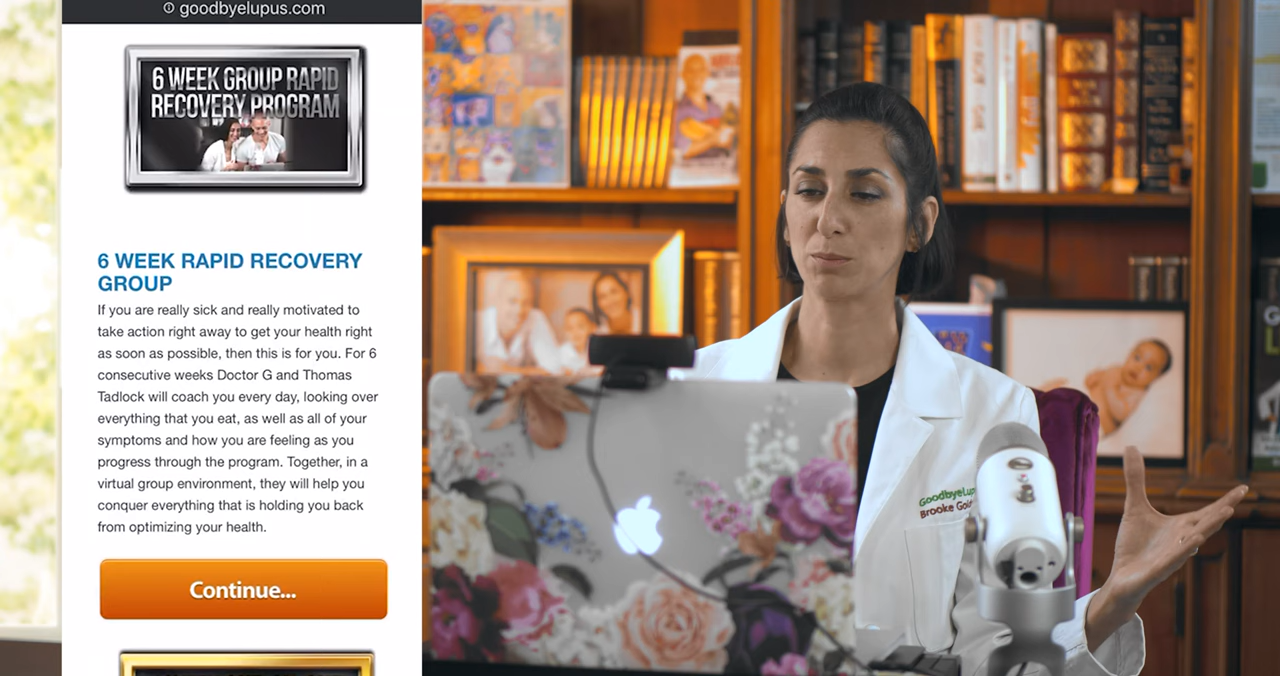 goodbyelupus.com
6 WEEK GROUP RAPID
RECOVERY PROGRAM
6 WEEK RAPID RECOVERY
GROUP
If you are really sick and really motivated to
take action right away to get your health right
as soon as possible, then this is for you. For 6
consecutive weeks Doctor G and Thomas
Tadlock will coach you every day, looking over
everything that you eat, as well as all of your
symptoms and how you are feeling as you
progress through the program. Together, in a
virtual group environment, they will help you
conquer everything that is holding you back
from optimizing your health.
Continue...
Goodbyelup
Brooke Gold